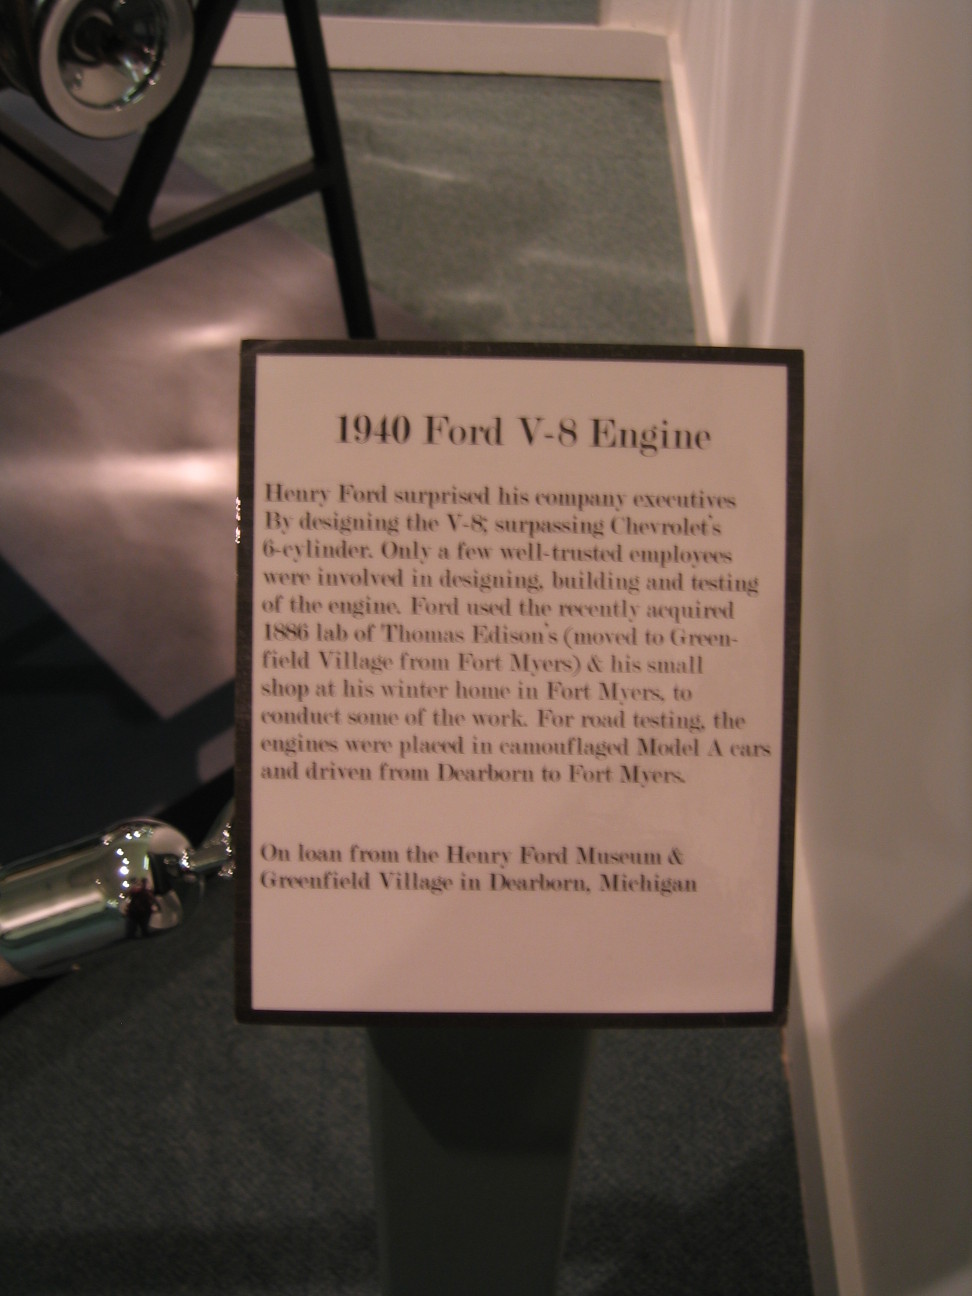 1940 Ford V-8 Engine
Henry Ford surprised his company executives
By designing the V-8; surpassing Chevrolet's
6-cylinder. Only a few well-trusted employees
were involved in designing, building and testing
of the engine. Ford used the recently acquired
1886 lab of Thomas Edison's (moved to Green-
field Village from Fort Myers) & his small
shop at his winter home in Fort Myers, to
conduct some of the work. For road testing, the
engines were placed in camouflaged Model A cars
and driven from Dearborn to Fort Myers.
On loan from the Henry Ford Museum &
Greenfield Village in Dearborn, Michigan